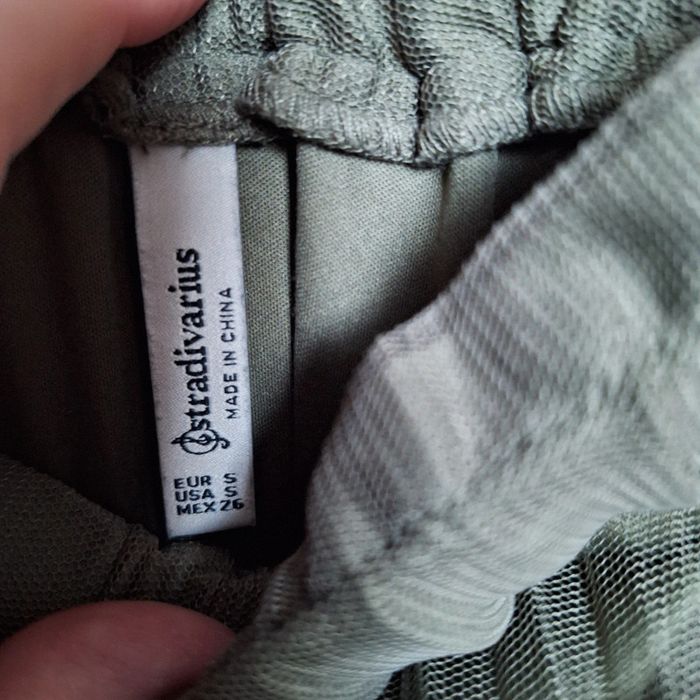 stradivarius
MADE IN CHINA
EUR S
USA S
MEX 26